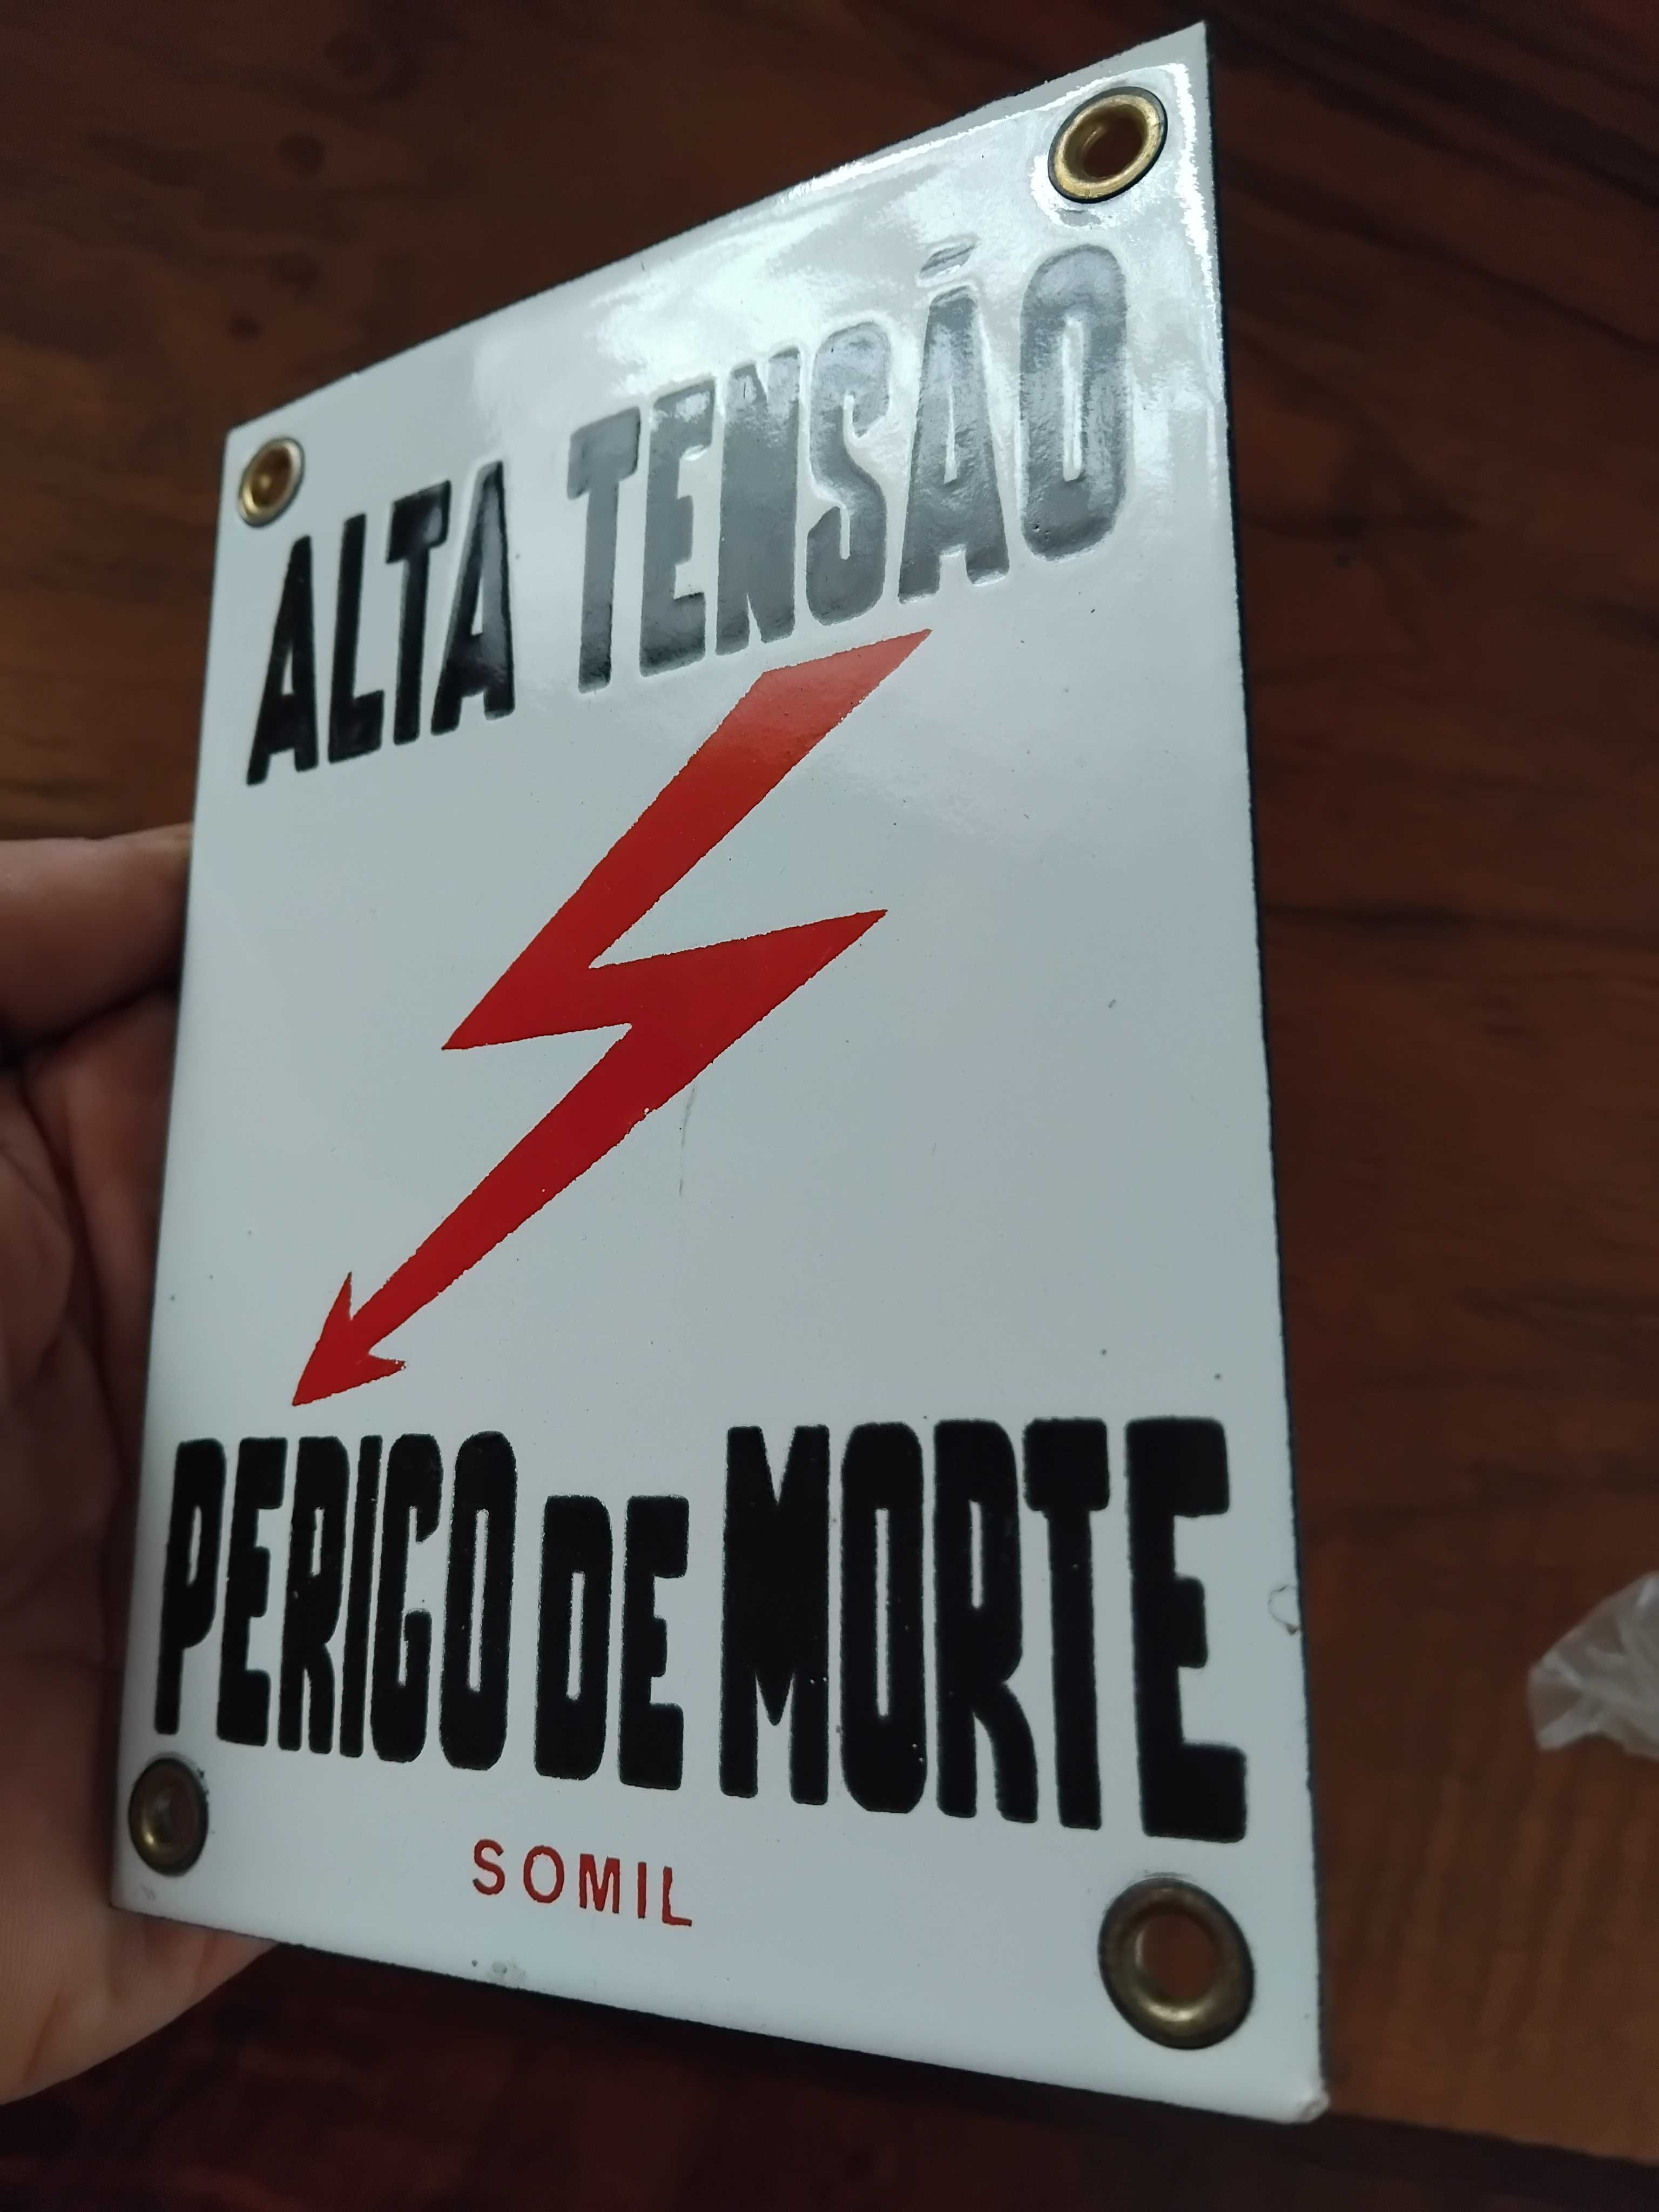 ALTA TENSÃO
PERIGO DE MORTE
SOMIL